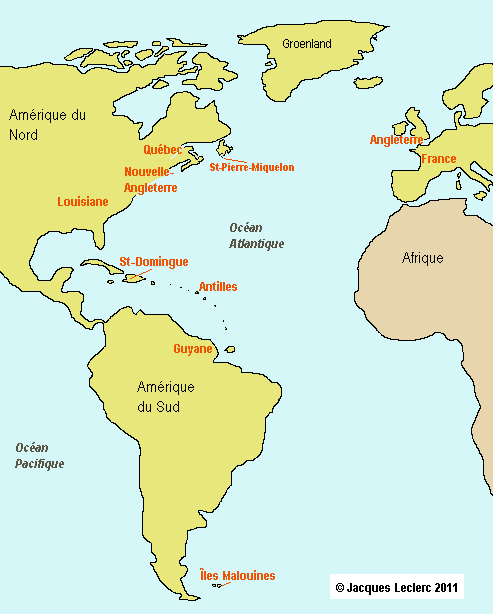 Groenland
Amérique du
Nord
Angleterre
Québec
France
St-Pierre-Miquelon
Nouvelle-
Angleterre
Louisiane
Océan
Atlantique
Afrique
St-Domingue
Antilles
Guyane
Amérique
du Sud
Océan
Pacifique
Îles Malouines
© Jacques Leclerc 2011